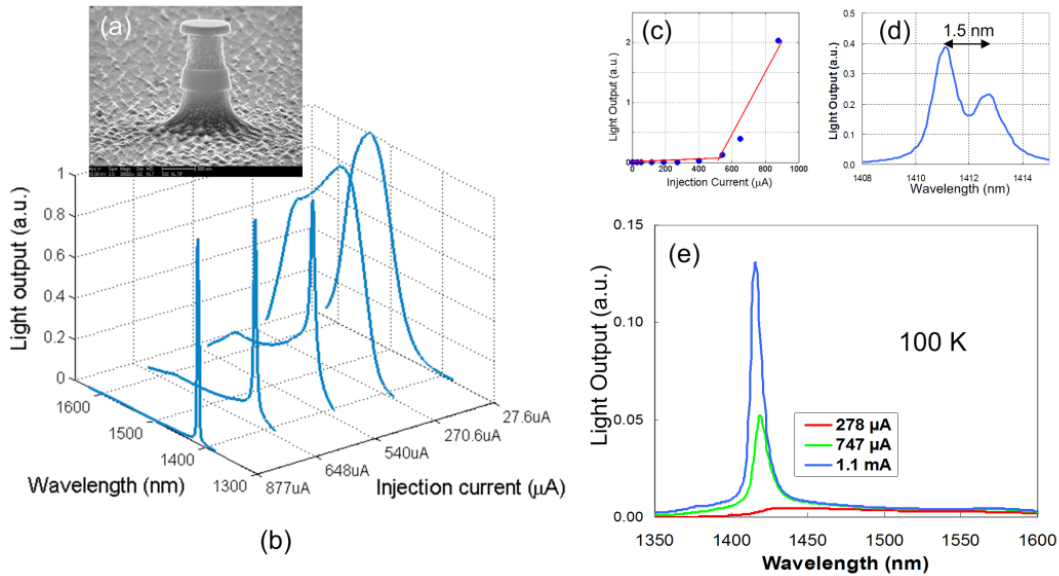 (a)
500 nm
1
0.8
0.6
0.4
0.2
0
Light output (a.u.)
1600
1500
1400
1300
Wavelength (nm)
877uA
648uA
540uA
270.6uA
27.6uA
Injection current (μA)
(b)
(c)
2
1
0
0
200
400
600
800
1000
Light Output (a.u.)
Injection Current (μA)
(d)
1.5 nm
0.5
0.4
0.3
0.2
0.1
0.0
1408
1410
1412
1414
Light Output (a.u.)
Wavelength (nm)
(e)
0.15
0.10
0.05
0.00
Light Output (a.u.)
100 K
278 μA
747 μA
1.1 mA
1350
1400
1450
1500
1550
1600
Wavelength (nm)